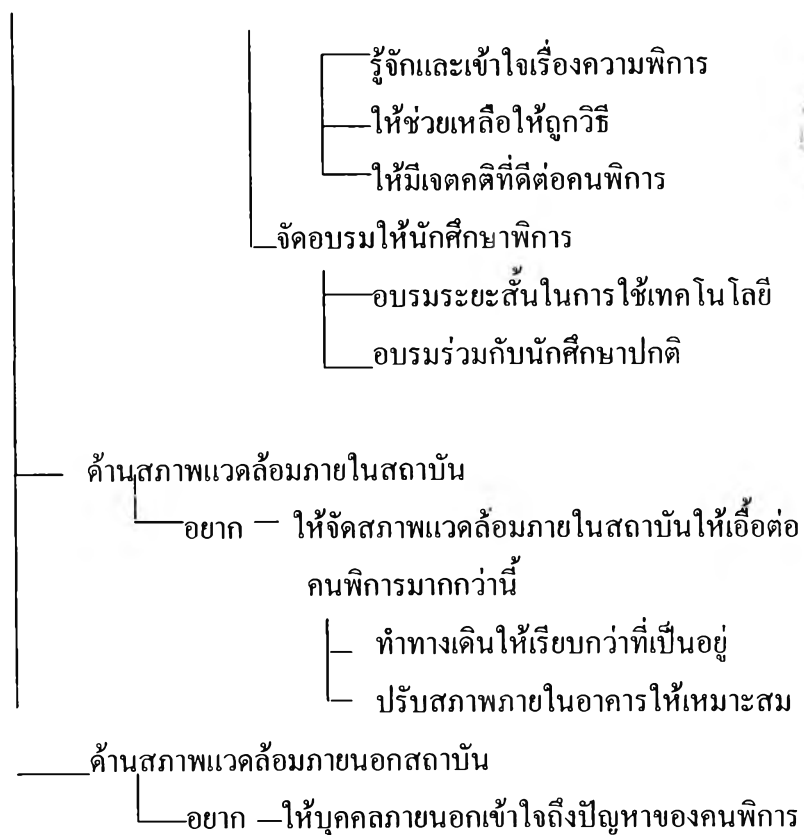 รู้จักและเข้าใจเรื่องความพิการ
ให้ช่วยเหลือให้ถูกวิธี
ให้มีเจตคติที่ดีต่อคนพิการ
จัดอบรมให้นักศึกษาพิการ
อบรมระยะสั้นในการใช้เทคโนโลยี
อบรมร่วมกับนักศึกษาปกติ
ด้านสภาพแวดล้อมภายในสถาบัน
อยาก — ให้จัดสภาพแวดล้อมภายในสถาบันให้เอื้อต่อ
คนพิการมากกว่านี้
ทำทางเดินให้เรียบกว่าที่เป็นอยู่
ปรับสภาพภายในอาคารให้เหมาะสม
ด้านสภาพแวดล้อมภายนอกสถาบัน
อยาก —ให้บุคคลภายนอกเข้าใจถึงปัญหาของคนพิการ